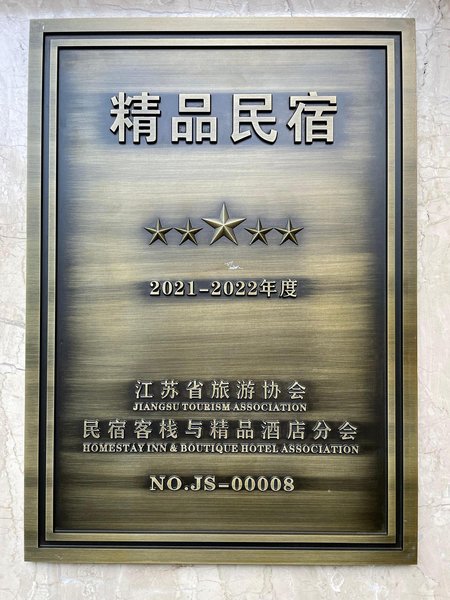 精品民宿
2021-2022年度
江苏省旅游协会
JIANGSU TOURISM ASSOCIATION
民宿客栈与精品酒店分会
HOMESTAY INN & BOUTIQUE HOTEL ASSOCIATION
NO.JS-00008